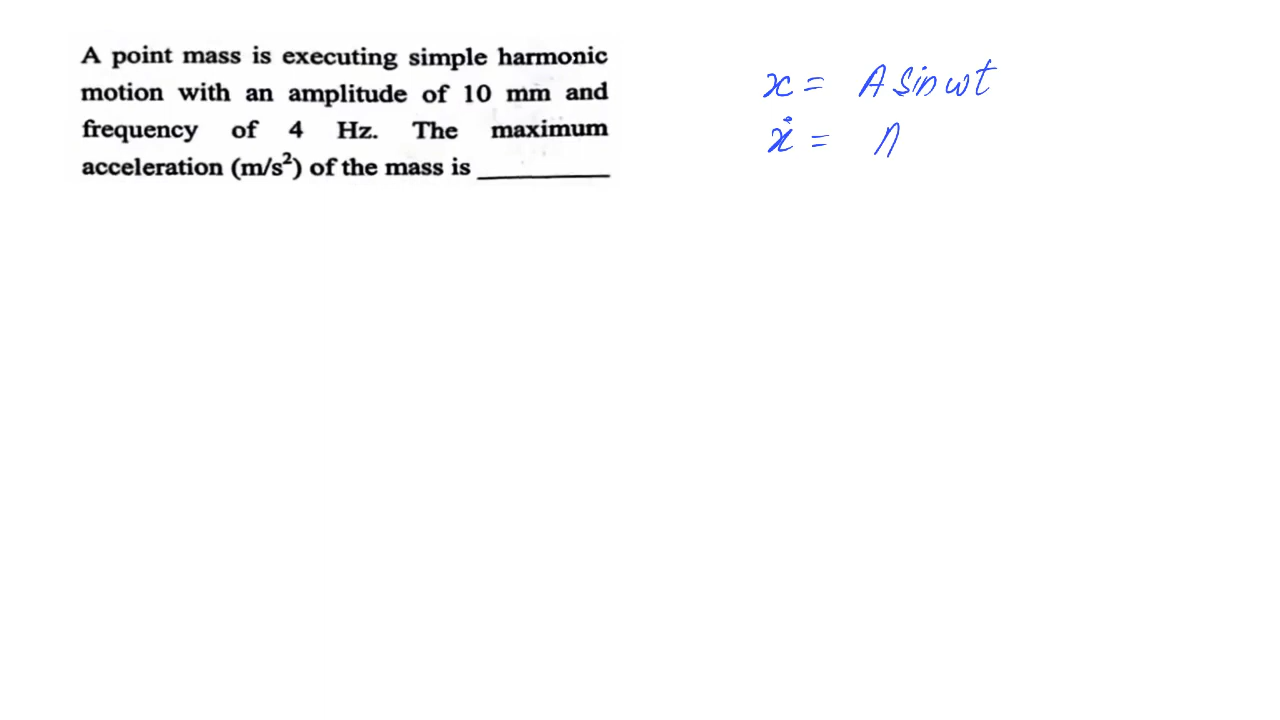 A point mass is executing simple harmonic
motion with an amplitude of 10 mm and
frequency of 4 Hz. The maximum
acceleration (m/s²) of the mass is __________
x = A sin ωt
ẋ =